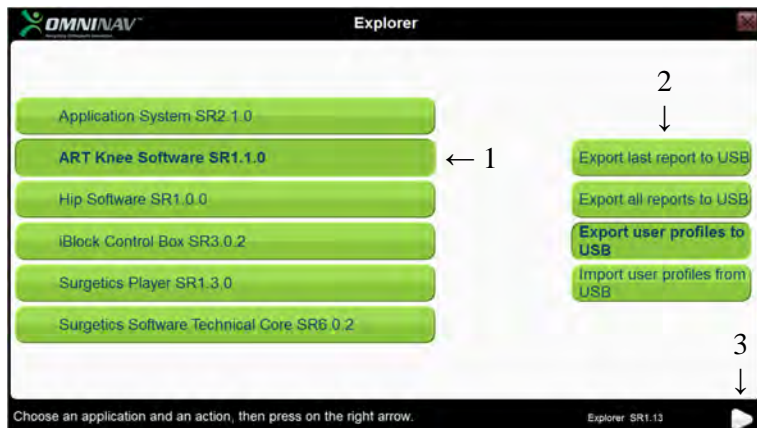 OMNINAV™
Explorer
2
↓
Application System SR2.1.0
ART Knee Software SR1.1.0
← 1
Export last report to USB
Hip Software SR1.0.0
Export all reports to USB
iBlock Control Box SR3.0.2
Export user profiles to
USB
Surgetics Player SR1.3.0
Import user profiles from
USB
Surgetics Software Technical Core SR6.0.2
3
↓
Choose an application and an action, then press on the right arrow.
Explorer SR1.13